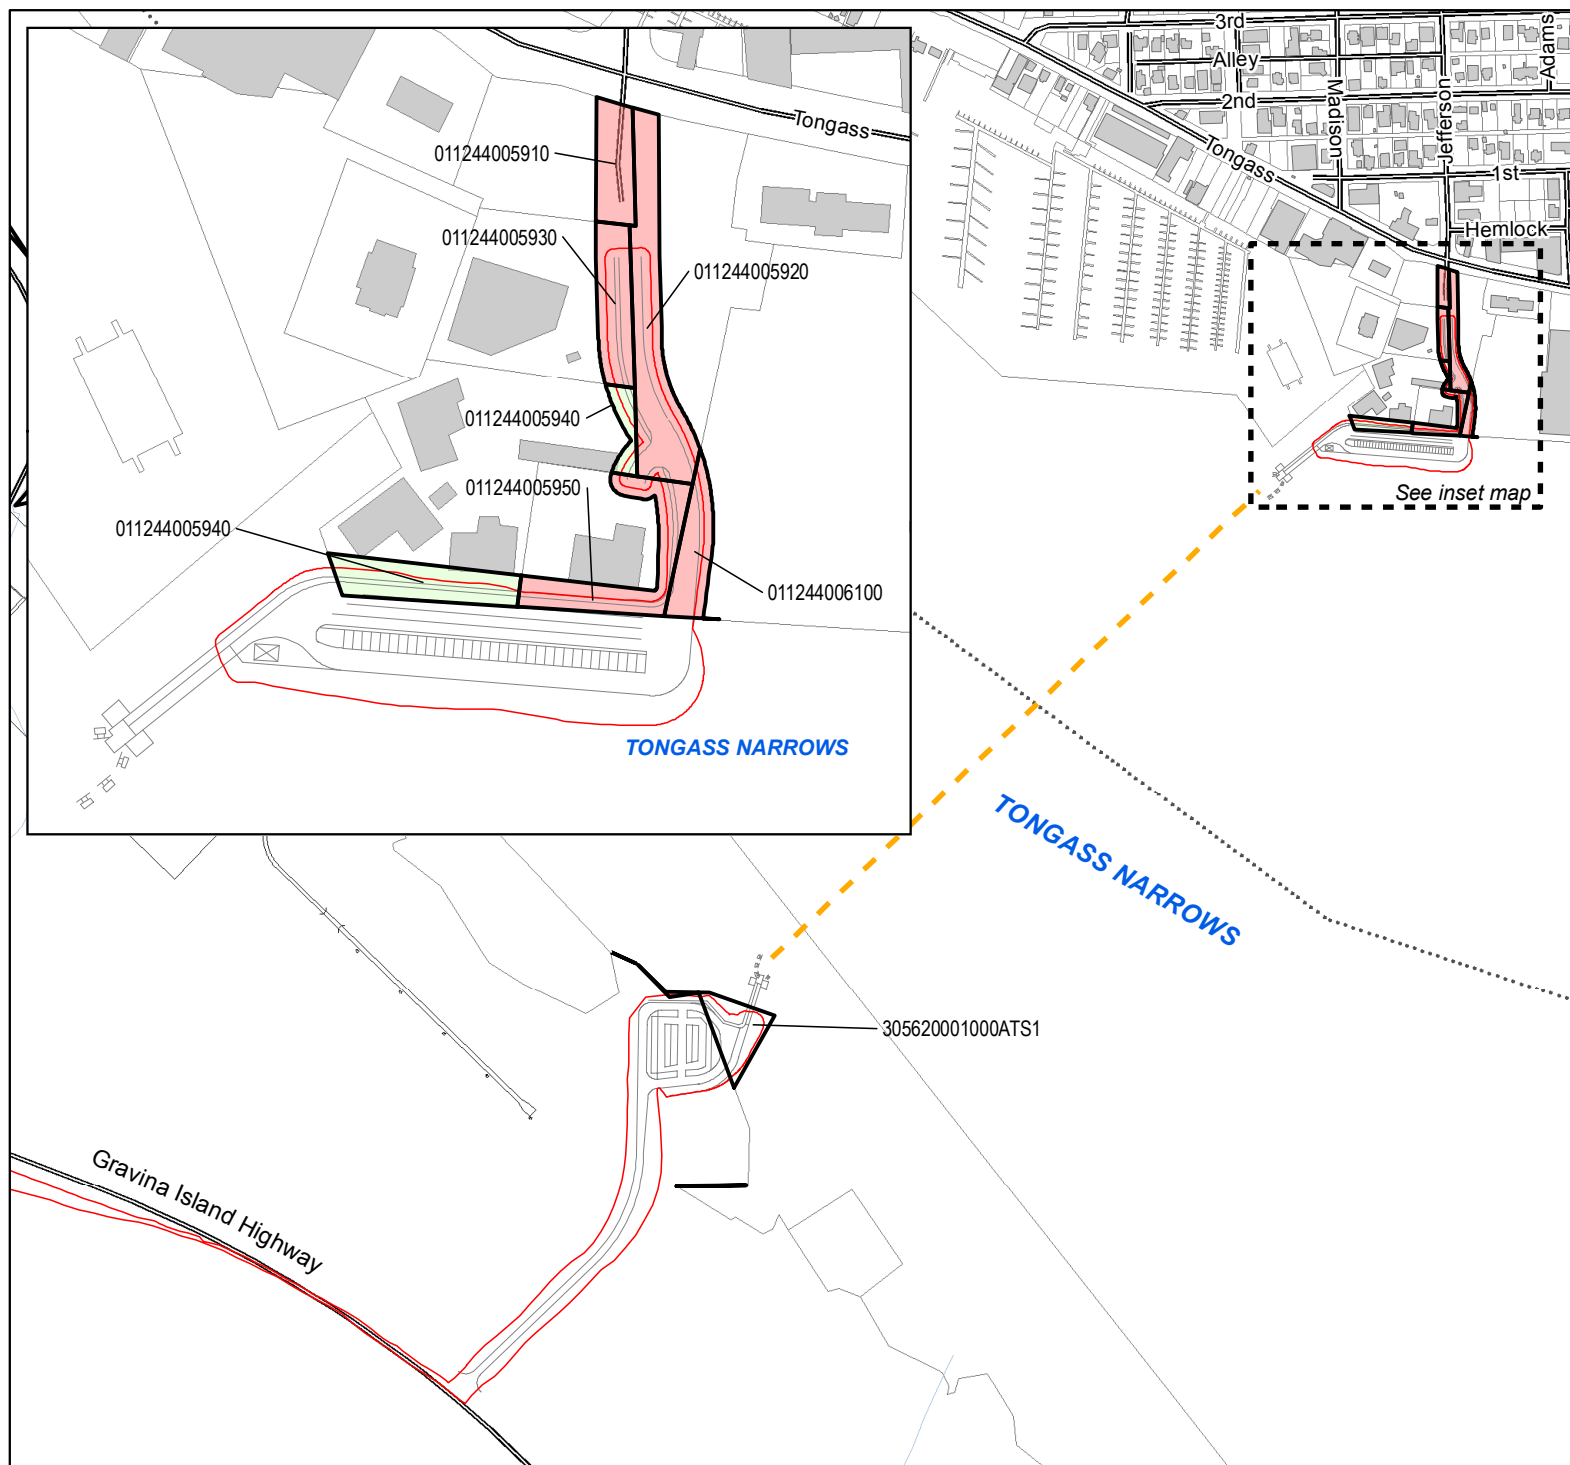 3rd
Alley
2nd
Adams
Madison
Jefferson
Tongass
1st
Hemlock
Tongass
011244005910
011244005930
011244005920
011244005940
011244005950
011244005940
011244006100
TONGASS NARROWS
See inset map
TONGASS NARROWS
305620001000ATS1
Gravina Island Highway